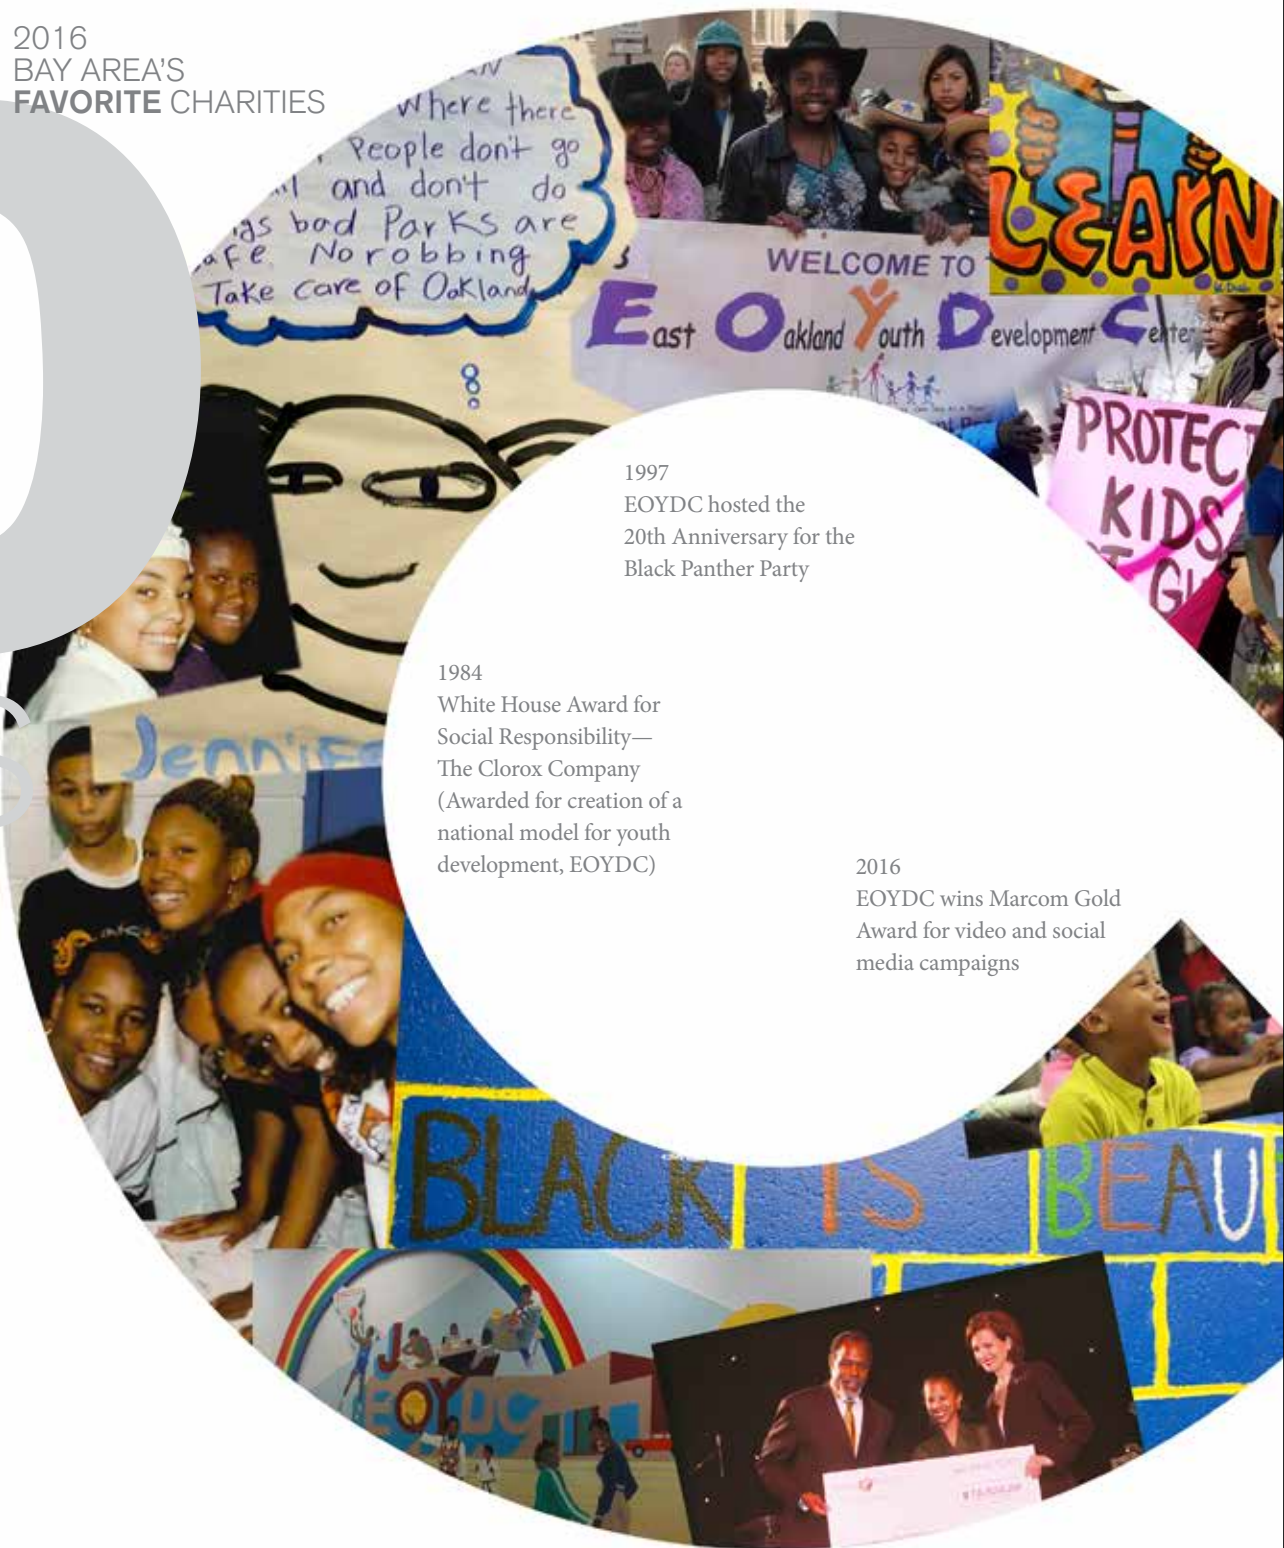 2016
BAY AREA'S
FAVORITE CHARITIES
Where there
People don't go
and don't do
bad Parks are
No robbing
Take care of Oakland
WELCOME TO
East Oakland Youth Development Center
LEARN
PROTECT
KIDS
1997
EOYDC hosted the
20th Anniversary for the
Black Panther Party
1984
White House Award for
Social Responsibility—
The Clorox Company
(Awarded for creation of a
national model for youth
development, EOYDC)
2016
EOYDC wins Marcom Gold
Award for video and social
media campaigns
Jennife
BLACK IS BEAU
J
EOYDC